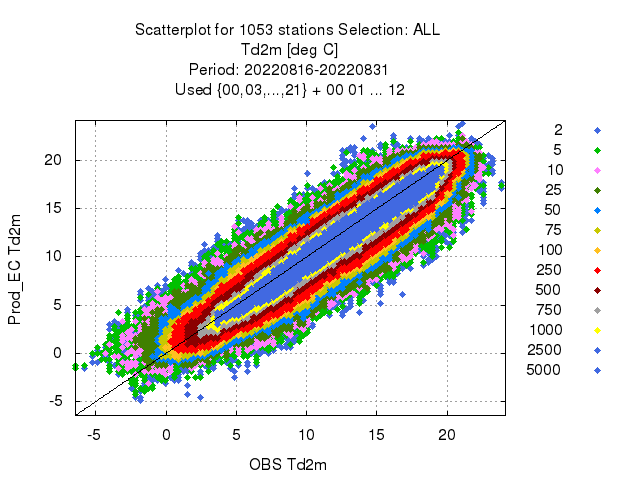 Scatterplot for 1053 stations Selection: ALL
Td2m [deg C]
Period: 20220816-20220831
Used {00,03,...,21} + 00 01 ... 12
Prod_EC Td2m
20
15
10
5
0
-5
-5 0 5 10 15 20
OBS Td2m
2
5
10
25
50
75
100
250
500
750
1000
2500
5000